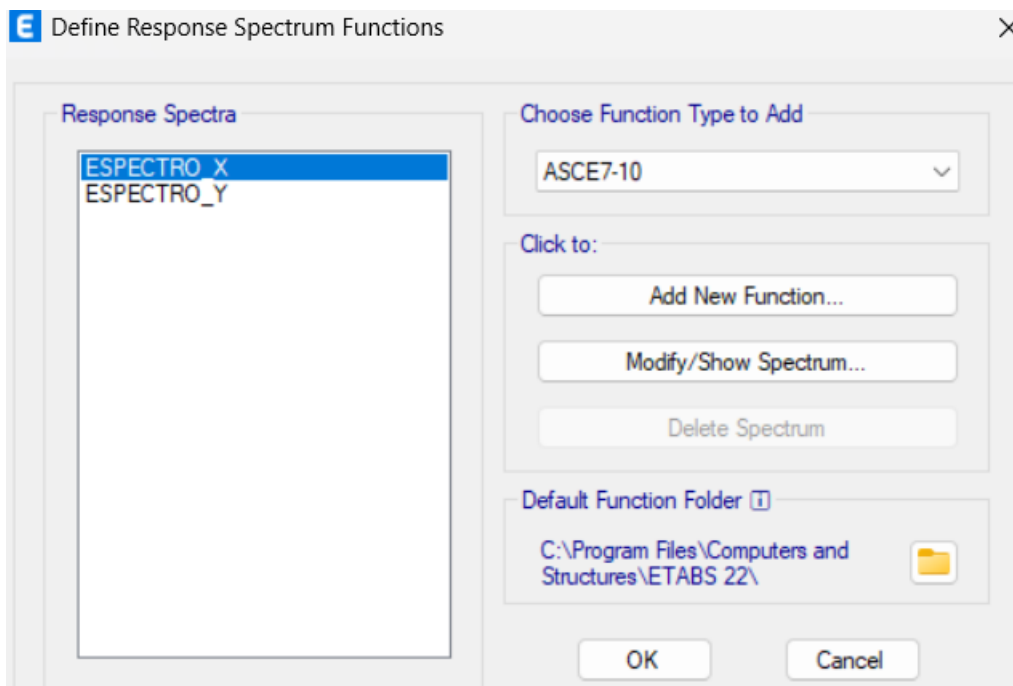 E Define Response Spectrum Functions
Response Spectra
ESPECTRO_X
ESPECTRO_Y
Choose Function Type to Add
ASCE7-10
Click to:
Add New Function...
Modify/Show Spectrum...
Delete Spectrum
Default Function Folder i
C:\Program Files\Computers and
Structures\ETABS 22\
OK
Cancel